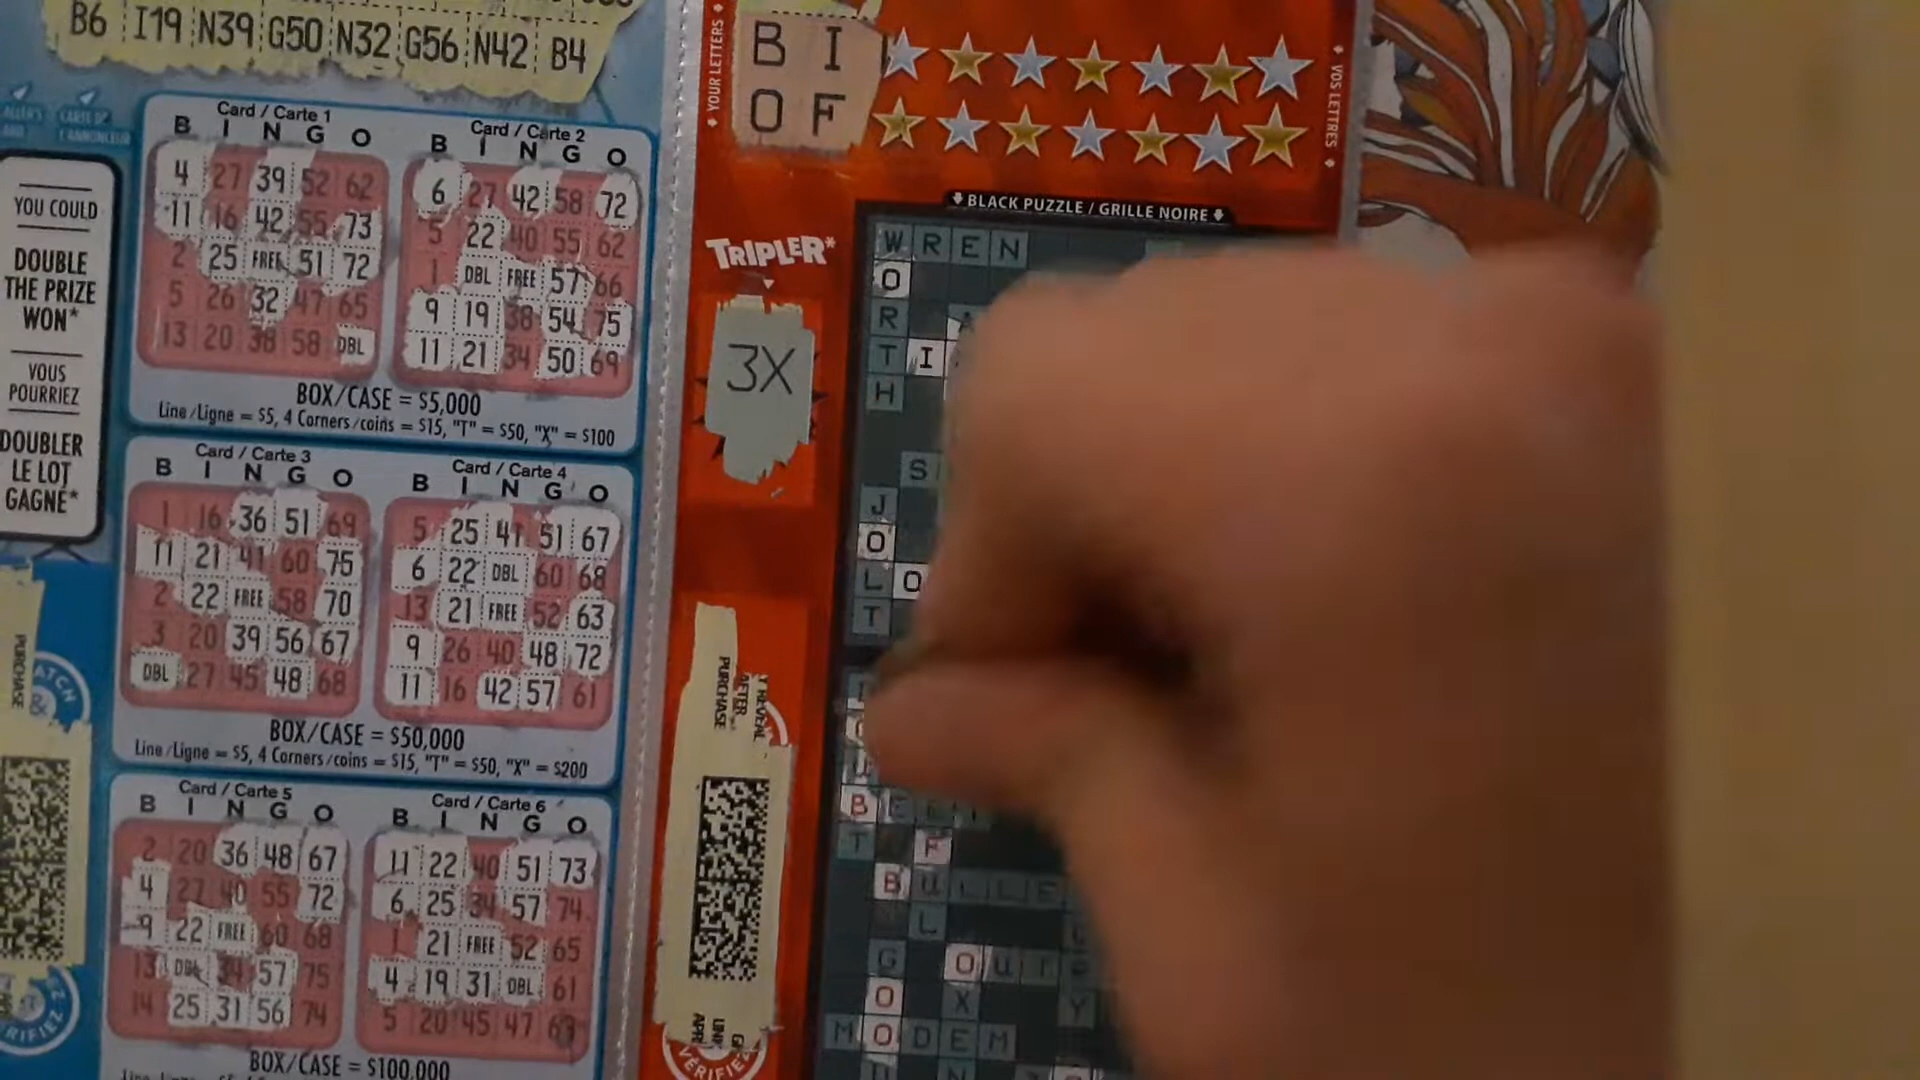 B6 I19 N39 G50 N32 G56 N42 B4
YOU COULD
DOUBLE
THE PRIZE
WON*
VOUS
POURRIEZ
DOUBLER
LE LOT
GAGNÉ*
Card / Carte 1
B I N G O
4 27 39 52 62
11 16 42 55 73
2 25 FREE 51 72
5 26 32 47 65
13 20 38 58 DBL
Card / Carte 2
B I N G O
6 27 42 58 72
5 22 40 55 62
1 DBL FREE 57 66
9 19 38 54 75
11 21 34 50 69
BOX/CASE = $5,000
Line/Ligne = $5, 4 Corners/coins = $15, "T" = $50, "X" = $100
Card / Carte 3
B I N G O
1 16 36 51 69
11 21 41 60 75
2 22 FREE 58 70
3 20 39 56 67
DBL 27 45 48 68
Card / Carte 4
B I N G O
5 25 41 51 67
6 22 DBL 60 68
13 21 FREE 52 63
9 26 40 48 72
11 16 42 57 61
BOX/CASE = $50,000
Line/Ligne = $5, 4 Corners/coins = $15, "T" = $50, "X" = $200
Card / Carte 5
B I N G O
2 20 36 48 67
4 27 40 55 72
9 22 FREE 60 68
13 DBL 34 57 75
14 25 31 56 74
Card / Carte 6
B I N G O
11 22 40 51 73
6 25 34 57 74
1 21 FREE 52 65
4 19 31 DBL 61
5 20 45 47 63
BOX/CASE = $100,000
PURCHASE
YOUR LETTERS
B I
O F
VOS LETTRES
TRIPLER*
3X
PURCHASE
BLACK PUZZLE / GRILLE NOIRE
WREN
O
R
T I
H
S
J
O
L O
T
B
T F
BULLE
L
G OUT
O X Y
MODEM